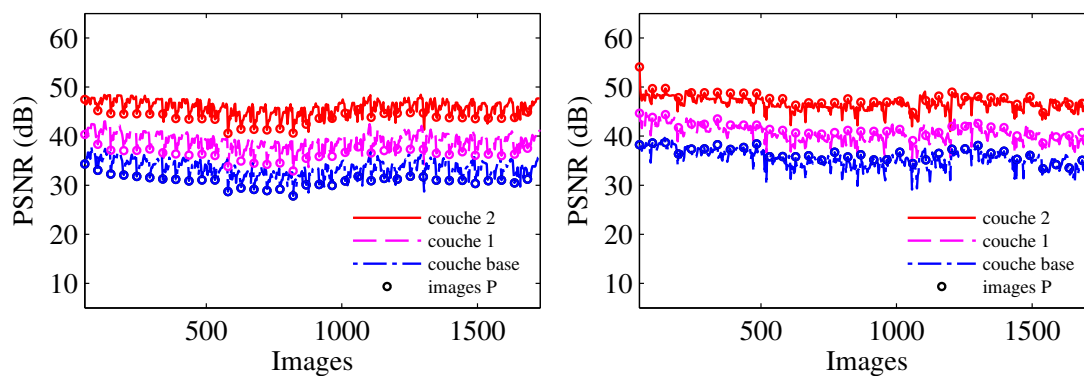 60
50
40
30
20
10
PSNR (dB)
couche 2
couche 1
couche base
images P
500
1000
1500
Images
60
50
40
30
20
10
PSNR (dB)
couche 2
couche 1
couche base
images P
500
1000
1500
Images